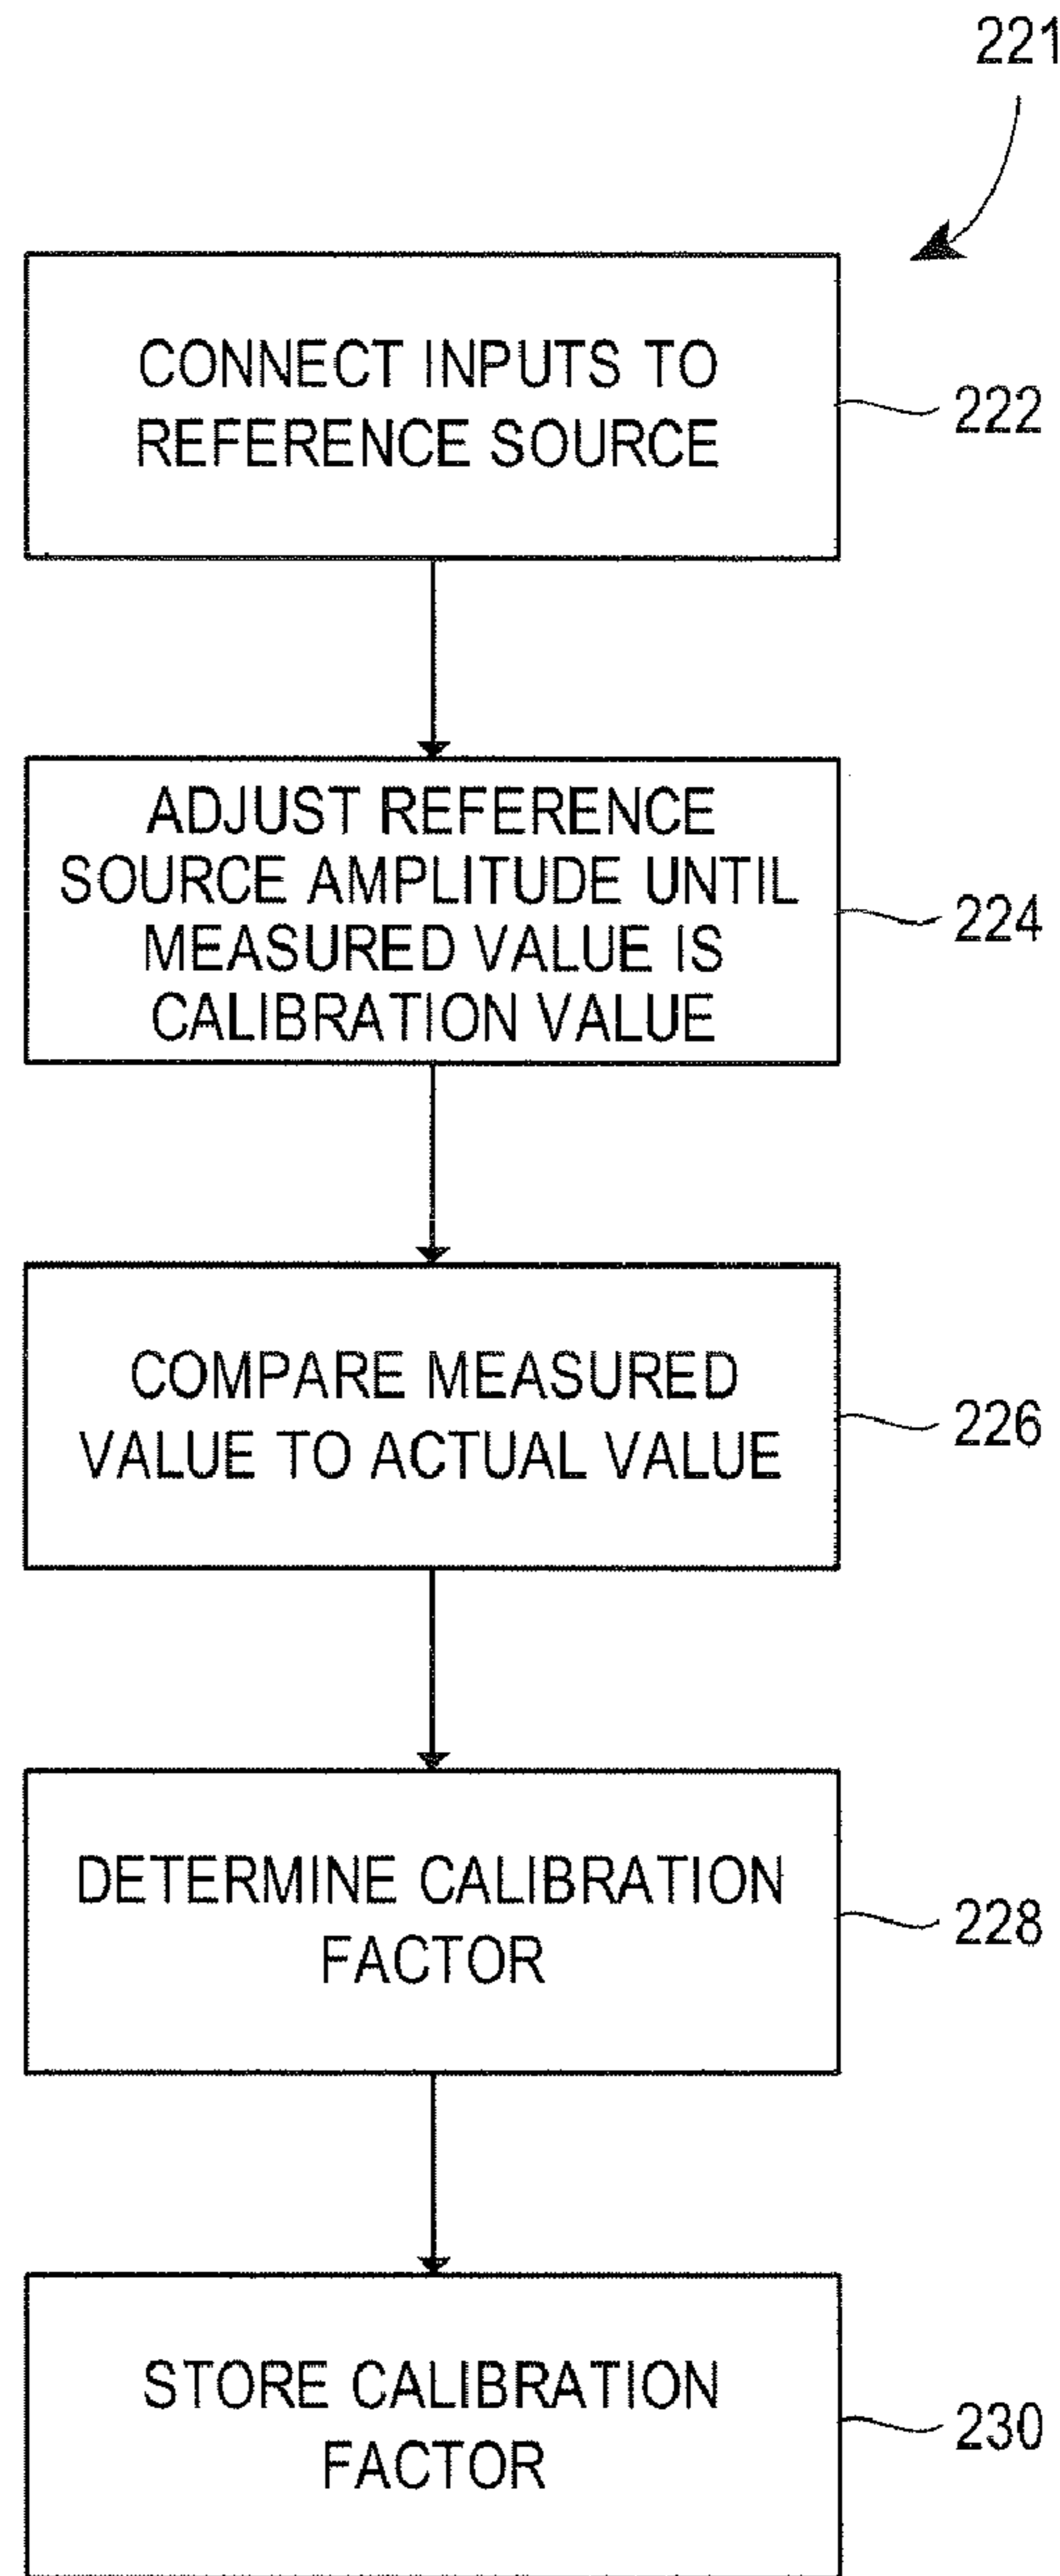 221
CONNECT INPUTS TO
REFERENCE SOURCE
222
ADJUST REFERENCE
SOURCE AMPLITUDE UNTIL
MEASURED VALUE IS
CALIBRATION VALUE
224
COMPARE MEASURED
VALUE TO ACTUAL VALUE
226
DETERMINE CALIBRATION
FACTOR
228
STORE CALIBRATION
FACTOR
230